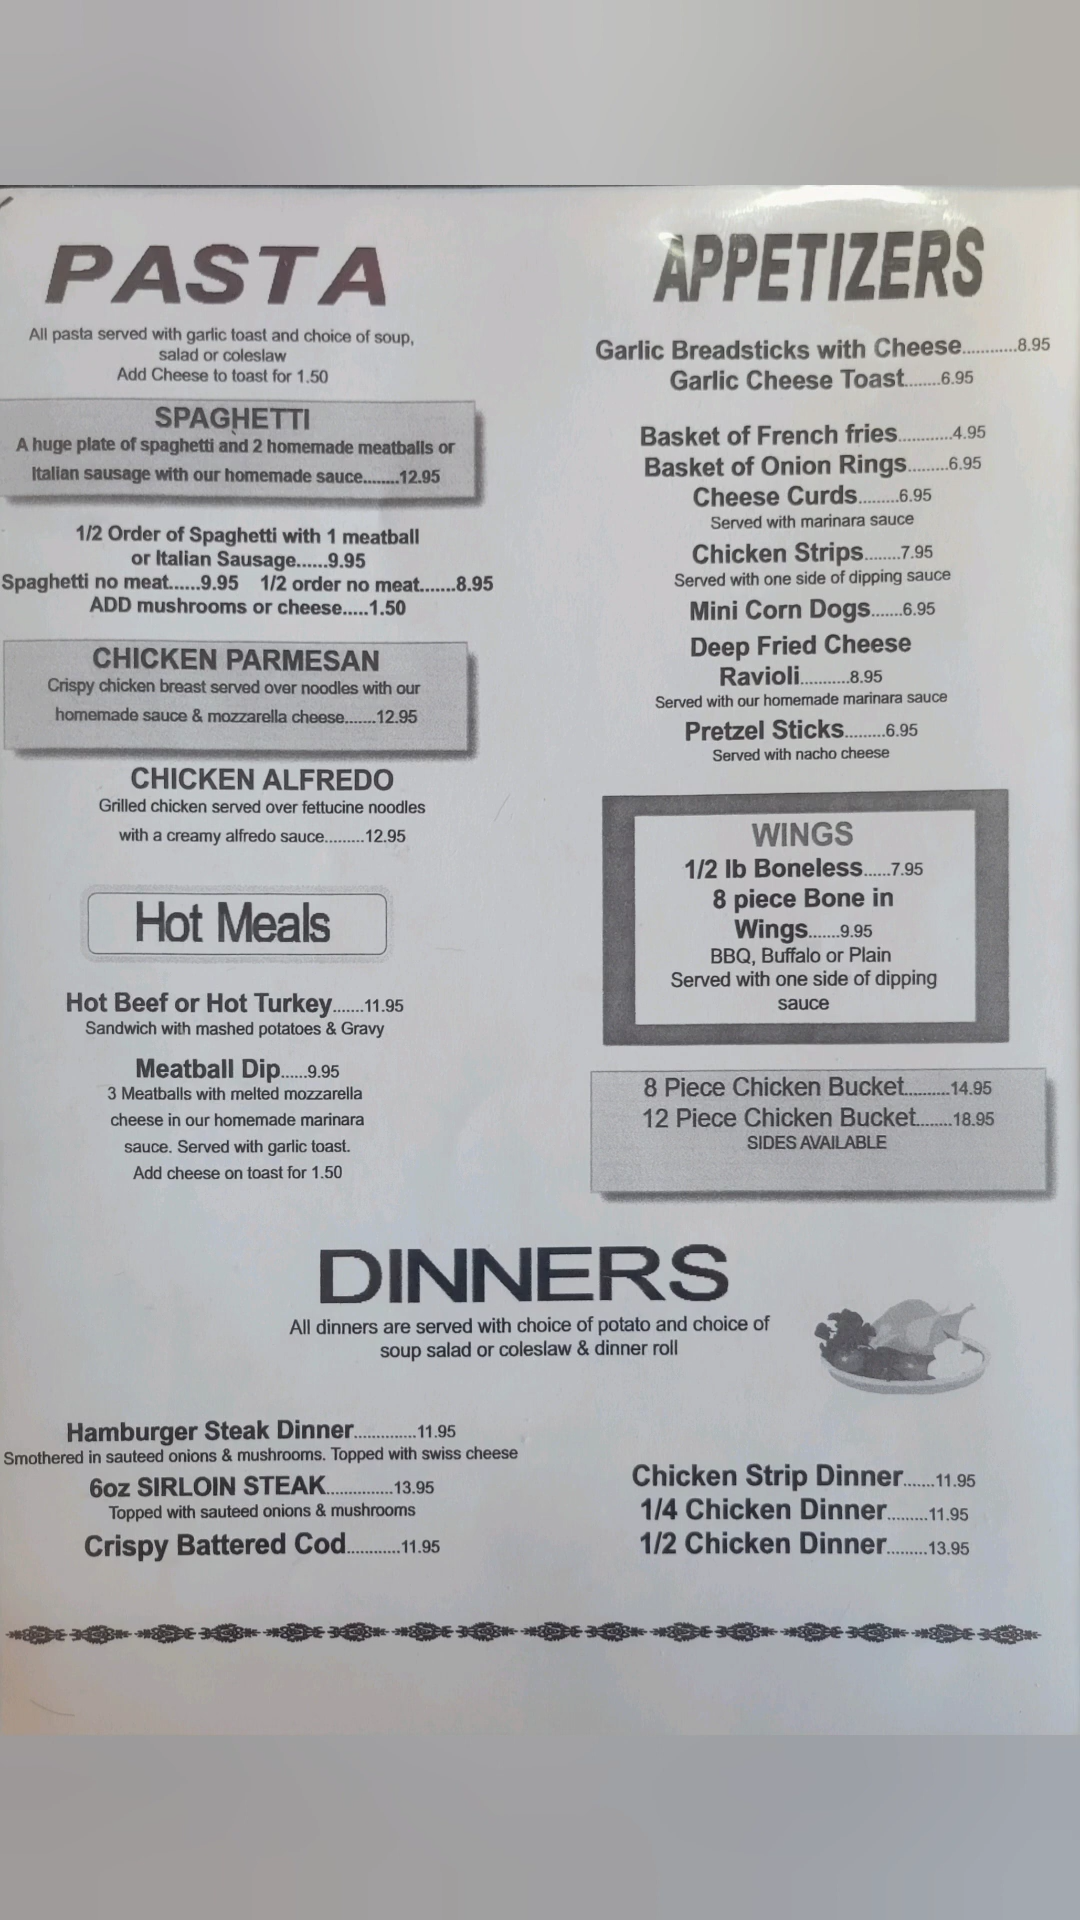 PASTA
All pasta served with garlic toast and choice of soup,
salad or coleslaw
Add Cheese to toast for 1.50
SPAGHETTI
A huge plate of spaghetti and 2 homemade meatballs or
Italian sausage with our homemade sauce........12.95
1/2 Order of Spaghetti with 1 meatball
or Italian Sausage......9.95
Spaghetti no meat......9.95 1/2 order no meat.......8.95
ADD mushrooms or cheese.....1.50
CHICKEN PARMESAN
Crispy chicken breast served over noodles with our
homemade sauce & mozzarella cheese.......12.95
CHICKEN ALFREDO
Grilled chicken served over fettucine noodles
with a creamy alfredo sauce.........12.95
Hot Meals
Hot Beef or Hot Turkey.......11.95
Sandwich with mashed potatoes & Gravy
Meatball Dip......9.95
3 Meatballs with melted mozzarella
cheese in our homemade marinara
sauce. Served with garlic toast.
Add cheese on toast for 1.50
APPETIZERS
Garlic Breadsticks with Cheese............8.95
Garlic Cheese Toast........6.95
Basket of French fries............4.95
Basket of Onion Rings.........6.95
Cheese Curds.........6.95
Served with marinara sauce
Chicken Strips........7.95
Served with one side of dipping sauce
Mini Corn Dogs.......6.95
Deep Fried Cheese
Ravioli...........8.95
Served with our homemade marinara sauce
Pretzel Sticks.........6.95
Served with nacho cheese
WINGS
1/2 lb Boneless......7.95
8 piece Bone in
Wings.......9.95
BBQ, Buffalo or Plain
Served with one side of dipping
sauce
8 Piece Chicken Bucket..........14.95
12 Piece Chicken Bucket........18.95
SIDES AVAILABLE
DINNERS
All dinners are served with choice of potato and choice of
soup salad or coleslaw & dinner roll
Hamburger Steak Dinner..............11.95
Smothered in sauteed onions & mushrooms. Topped with swiss cheese
6oz SIRLOIN STEAK...............13.95
Topped with sauteed onions & mushrooms
Crispy Battered Cod............11.95
Chicken Strip Dinner.......11.95
1/4 Chicken Dinner.........11.95
1/2 Chicken Dinner.........13.95